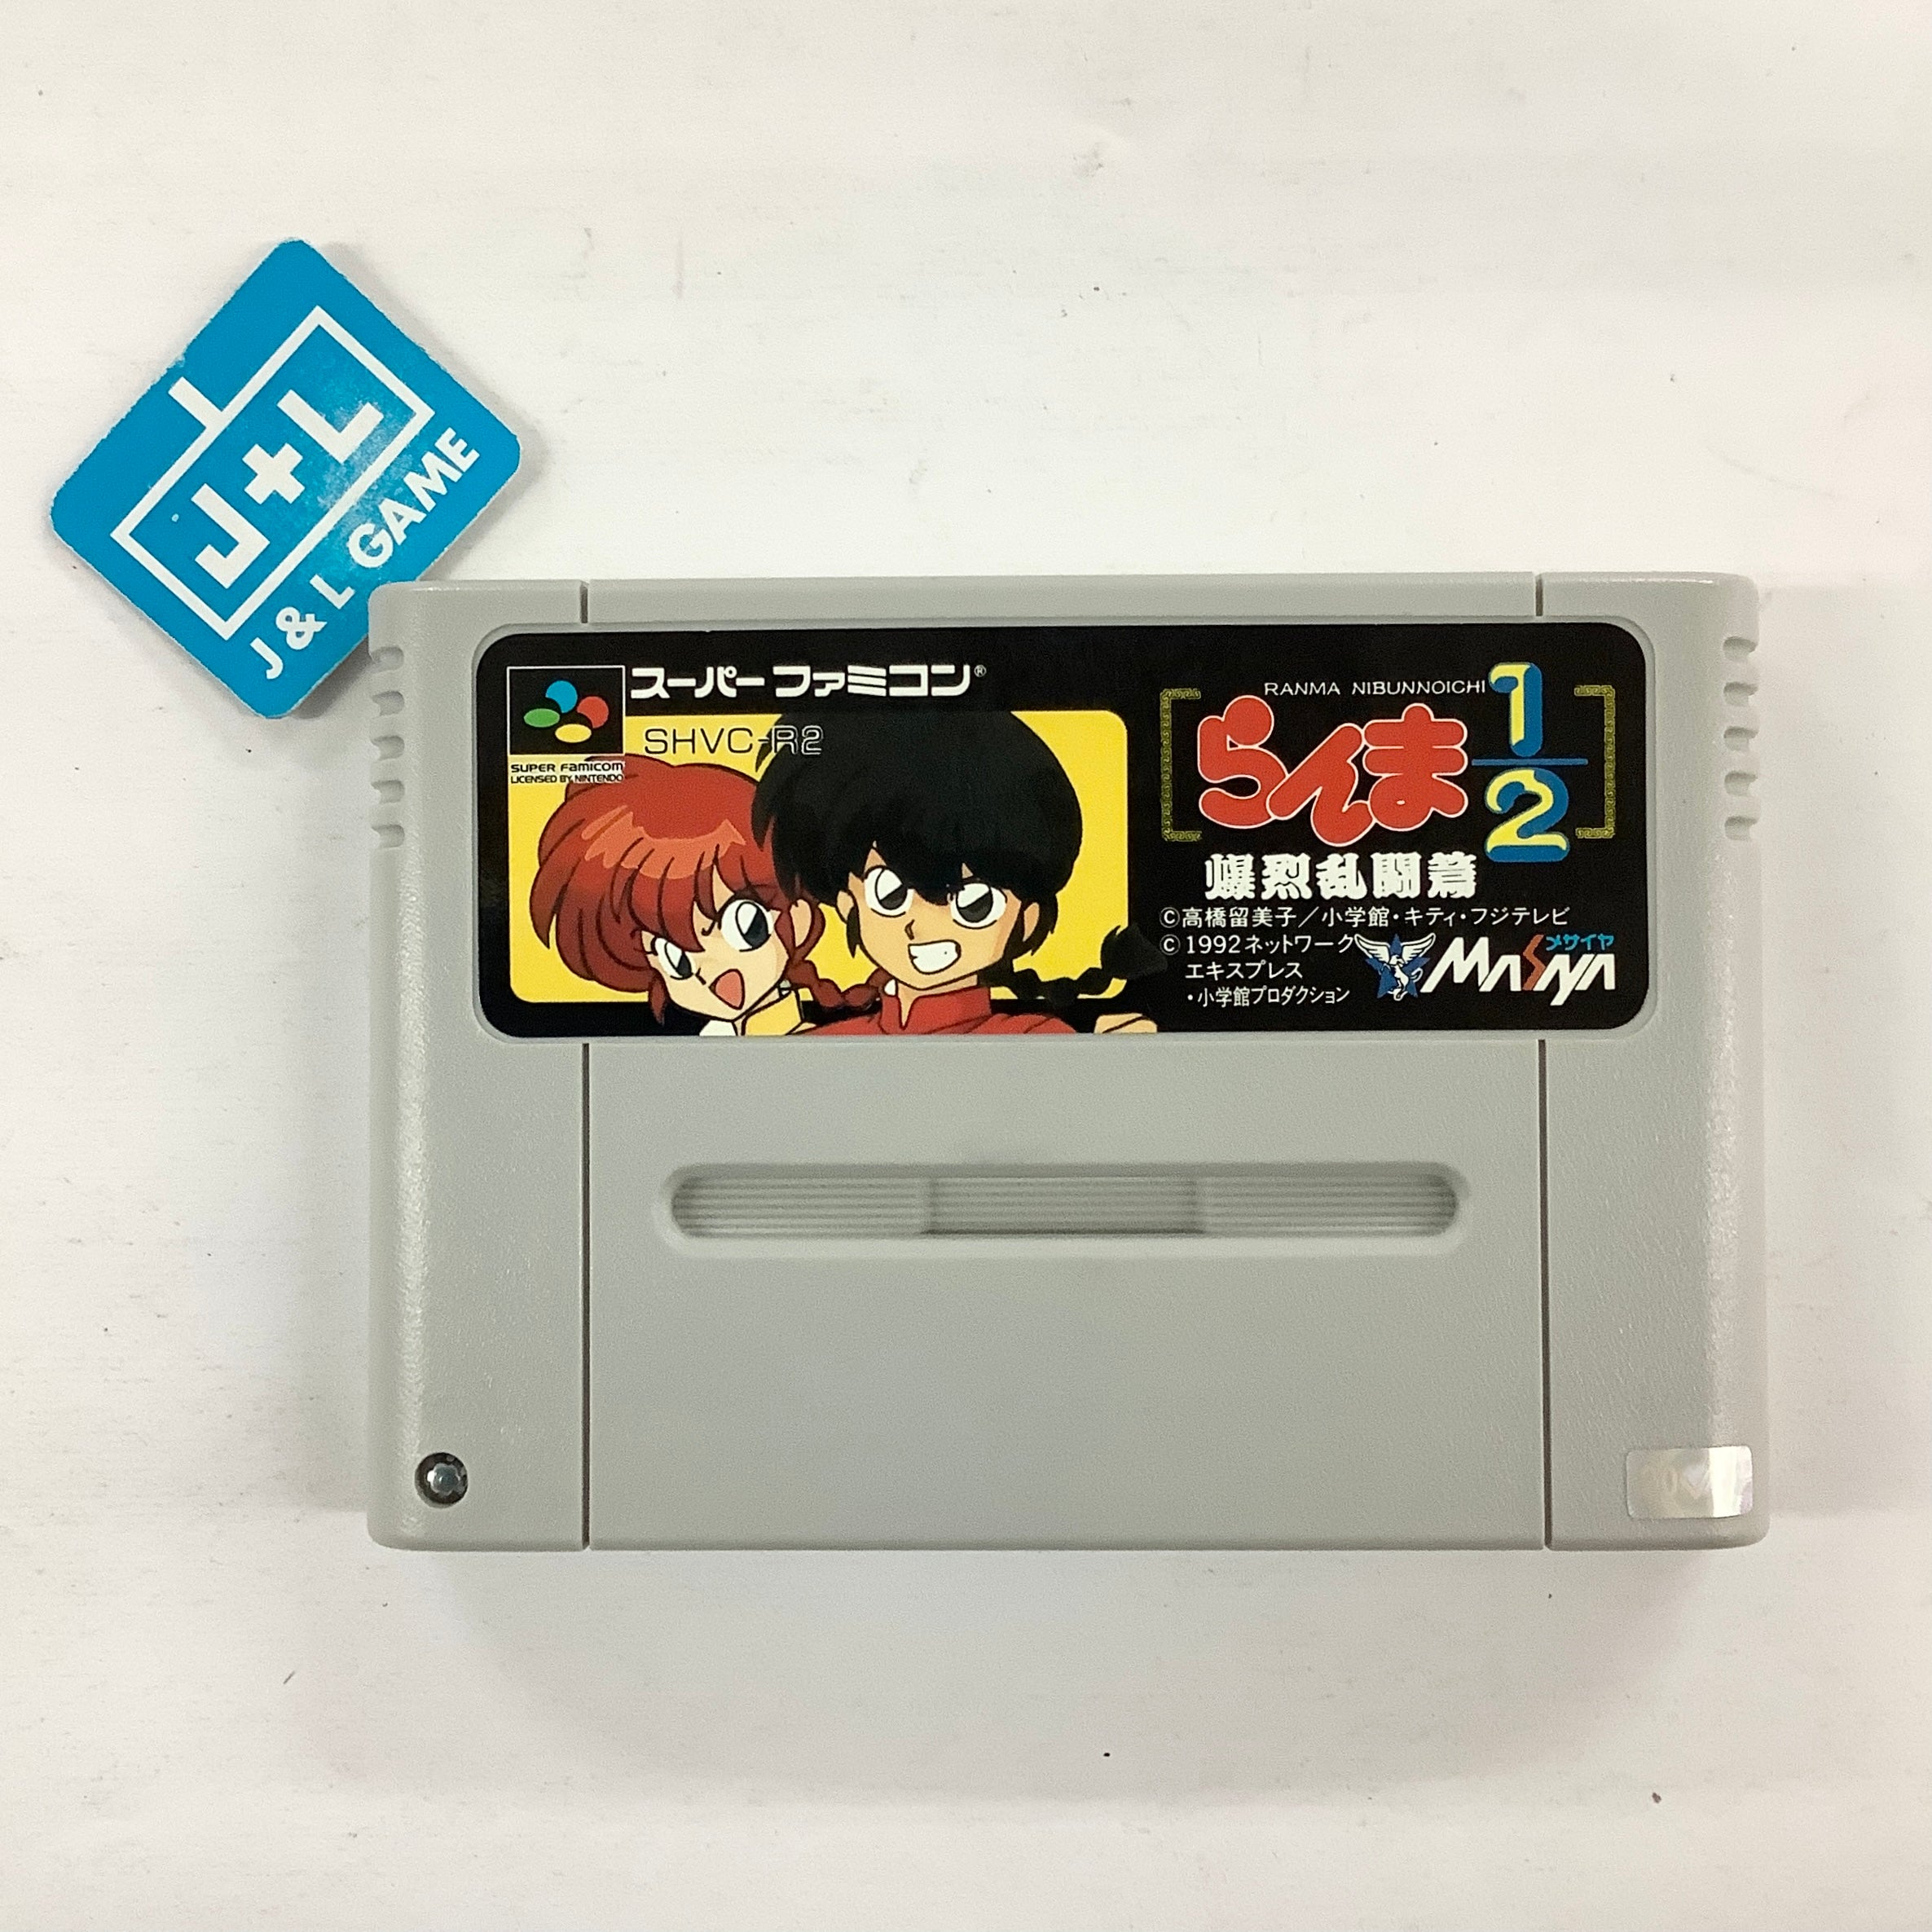 J+L
J & L GAME
スーパーファミコン®
SHVC-R2
SUPER FAMICOM
LICENSED BY NINTENDO
RANMA NIBUNNOICHI
らんま1/2
爆烈乱闘篇
©高橋留美子／小学館・キティ・フジテレビ
©1992ネットワーク
エキスプレス
・小学館プロダクション
メサイヤ
MASAYA